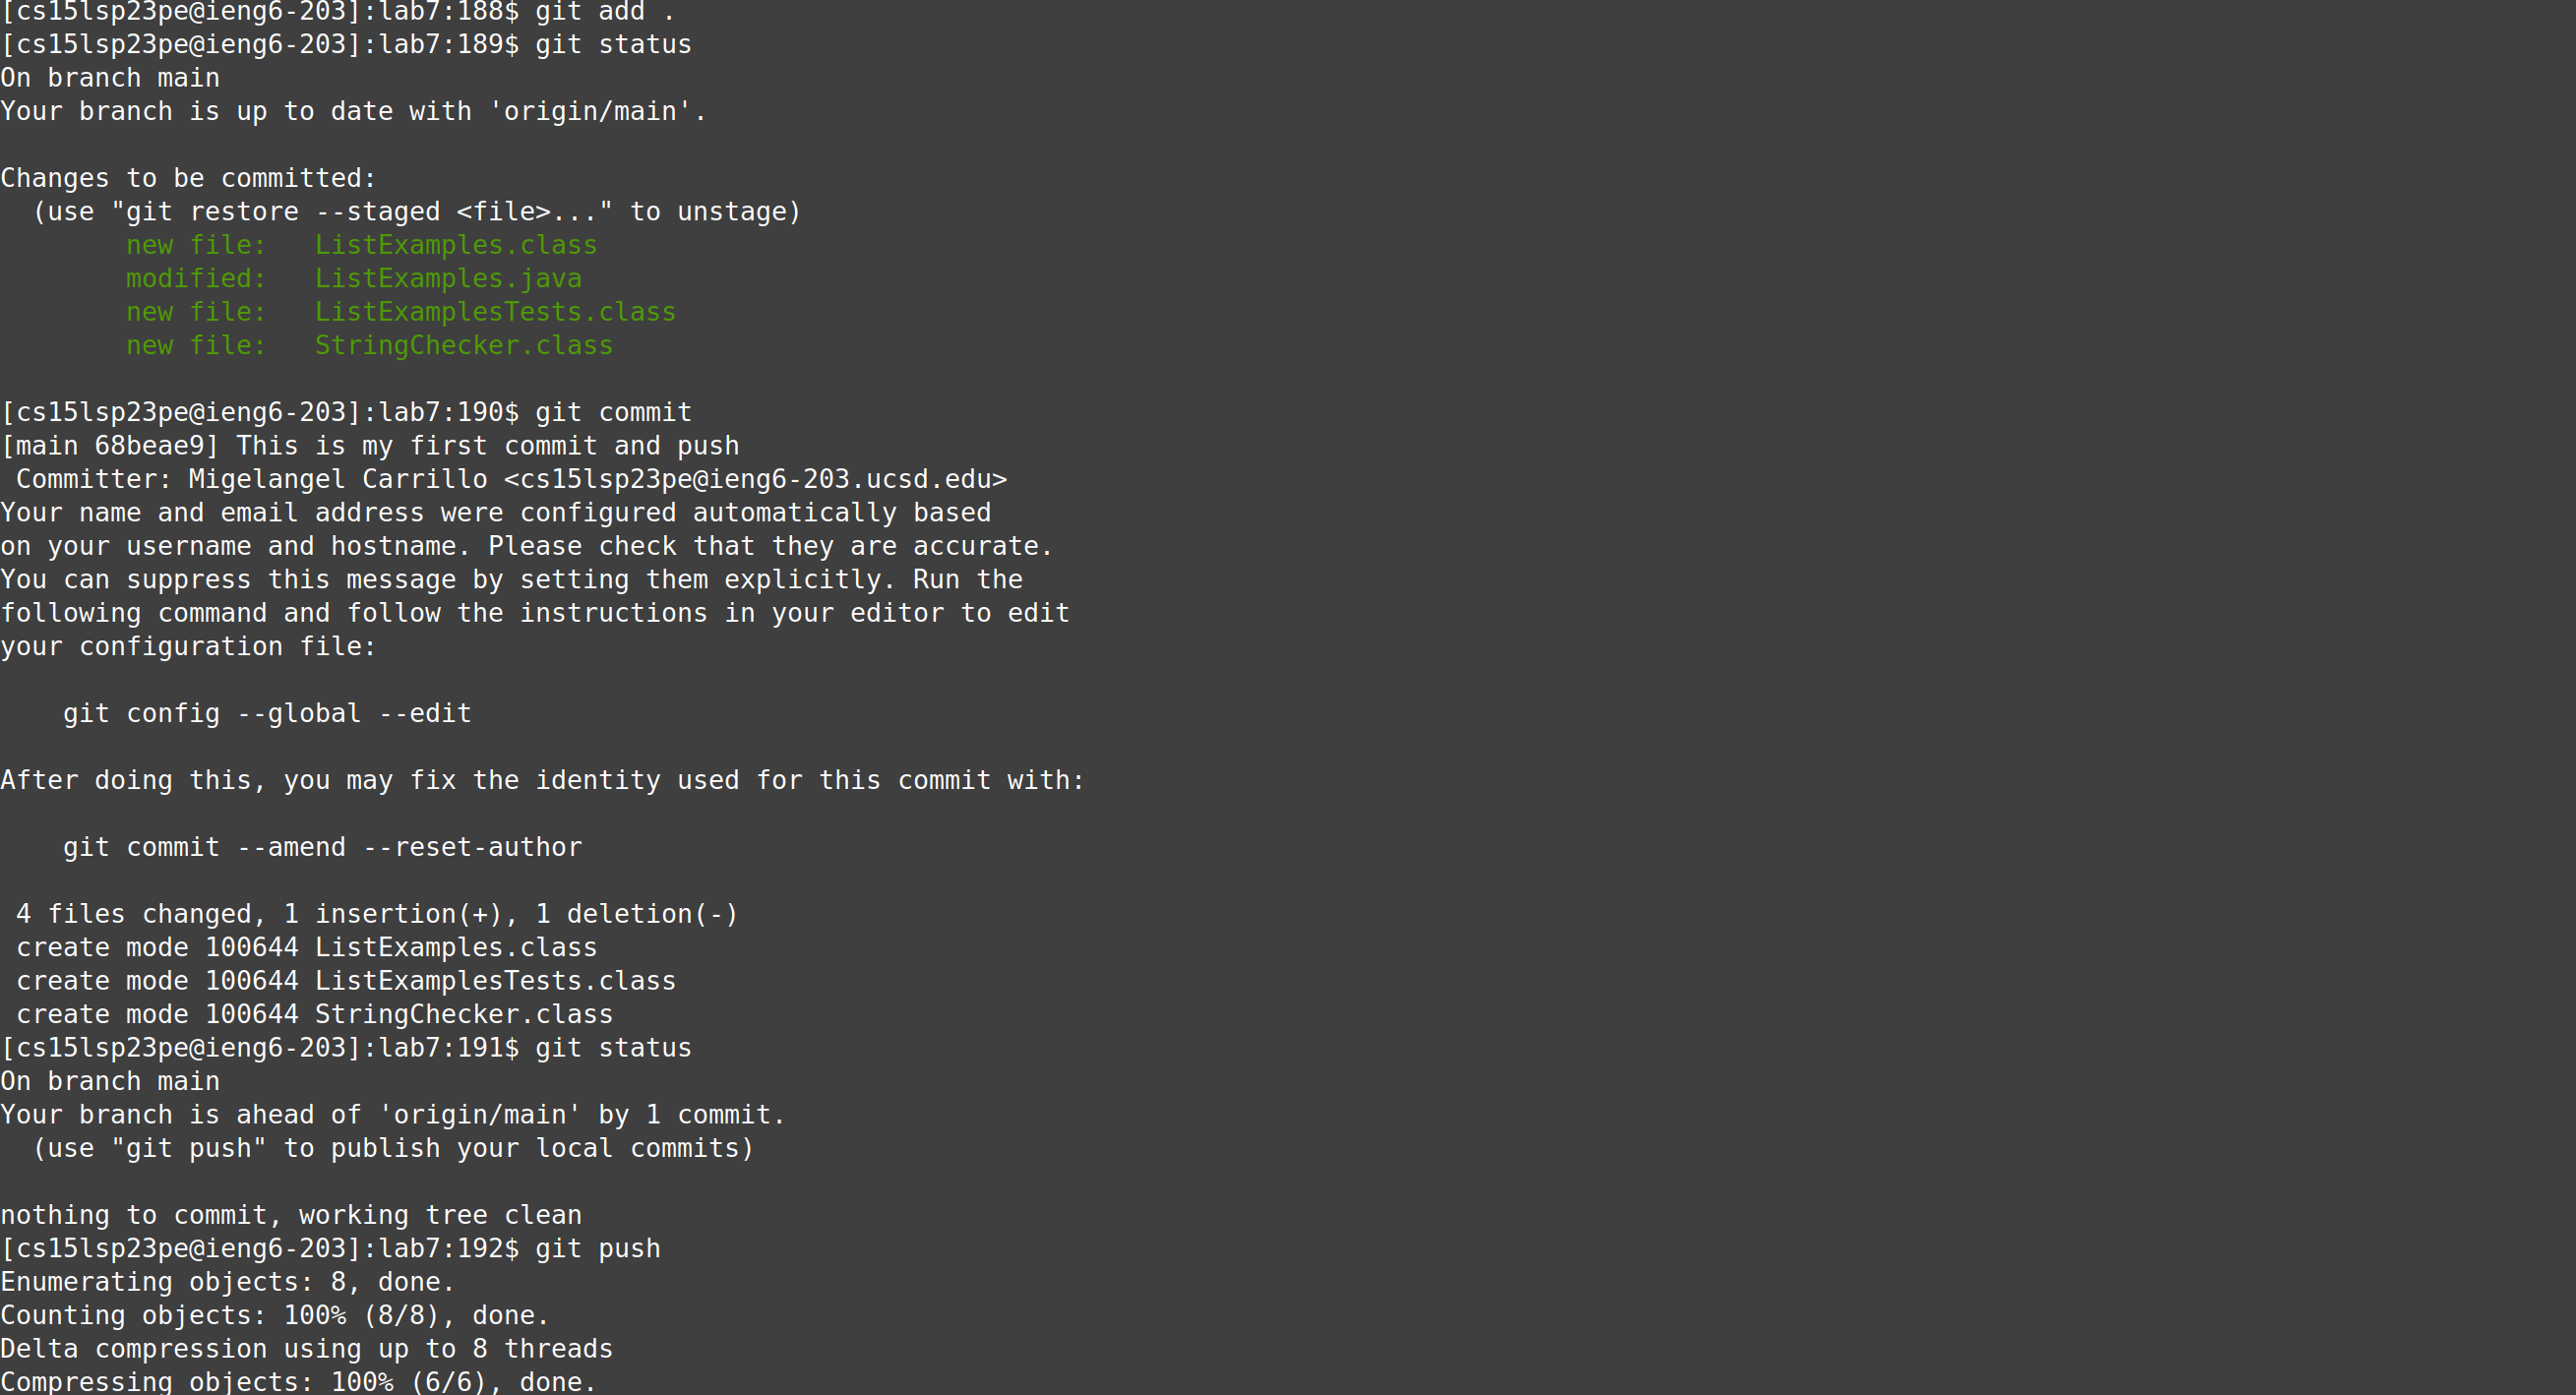 [cs15lsp23pe@ieng6-203]:lab7:188$ git add .
[cs15lsp23pe@ieng6-203]:lab7:189$ git status
On branch main
Your branch is up to date with 'origin/main'.

Changes to be committed:
  (use "git restore --staged <file>..." to unstage)
        new file:   ListExamples.class
        modified:   ListExamples.java
        new file:   ListExamplesTests.class
        new file:   StringChecker.class

[cs15lsp23pe@ieng6-203]:lab7:190$ git commit
[main 68beae9] This is my first commit and push
 Committer: Migelangel Carrillo <cs15lsp23pe@ieng6-203.ucsd.edu>
Your name and email address were configured automatically based
on your username and hostname. Please check that they are accurate.
You can suppress this message by setting them explicitly. Run the
following command and follow the instructions in your editor to edit
your configuration file:

    git config --global --edit

After doing this, you may fix the identity used for this commit with:

    git commit --amend --reset-author

 4 files changed, 1 insertion(+), 1 deletion(-)
 create mode 100644 ListExamples.class
 create mode 100644 ListExamplesTests.class
 create mode 100644 StringChecker.class
[cs15lsp23pe@ieng6-203]:lab7:191$ git status
On branch main
Your branch is ahead of 'origin/main' by 1 commit.
  (use "git push" to publish your local commits)

nothing to commit, working tree clean
[cs15lsp23pe@ieng6-203]:lab7:192$ git push
Enumerating objects: 8, done.
Counting objects: 100% (8/8), done.
Delta compression using up to 8 threads
Compressing objects: 100% (6/6), done.